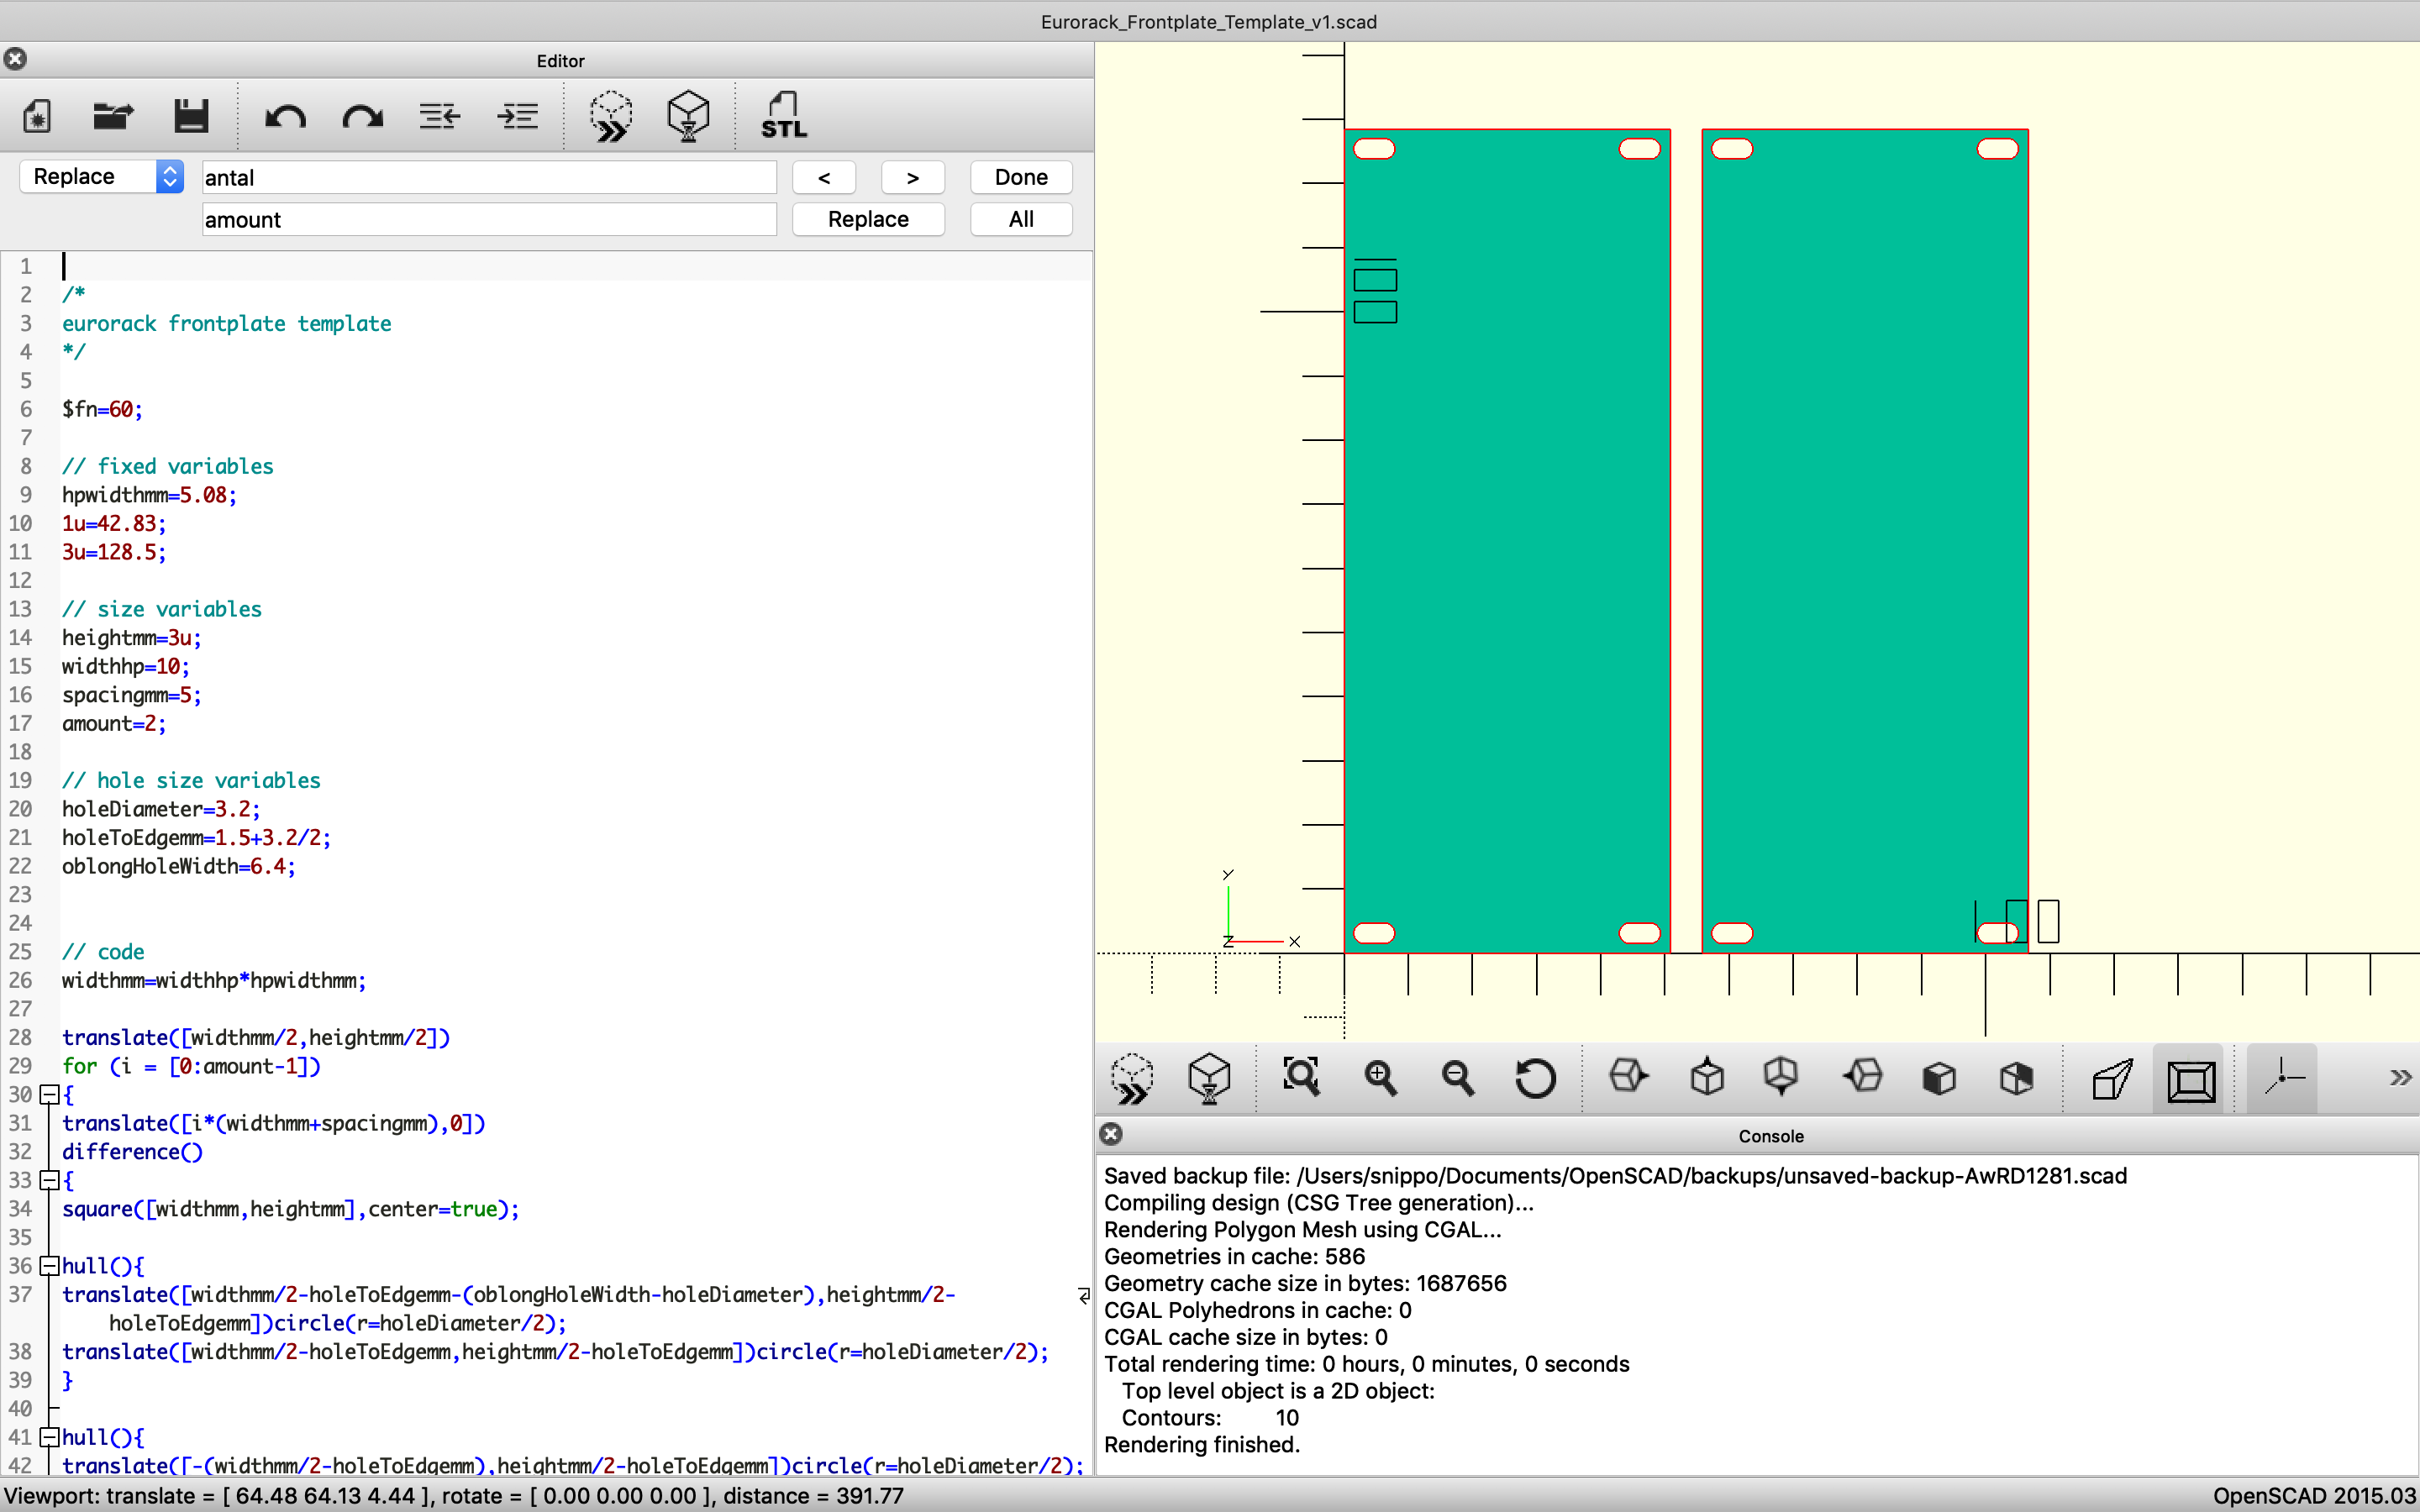 Eurorack_Frontplate_Template_v1.scad
Editor
STL
Replace antal < > Done
amount Replace All
1
2 /*
3 eurorack frontplate template
4 */
5
6 $fn=60;
7
8 // fixed variables
9 hpwidthmm=5.08;
10 1u=42.83;
11 3u=128.5;
12
13 // size variables
14 heightmm=3u;
15 widthhp=10;
16 spacingmm=5;
17 amount=2;
18
19 // hole size variables
20 holeDiameter=3.2;
21 holeToEdgemm=1.5+3.2/2;
22 oblongHoleWidth=6.4;
23
24
25 // code
26 widthmm=widthhp*hpwidthmm;
27
28 translate([widthmm/2,heightmm/2])
29 for (i = [0:amount-1])
30 {
31 translate([i*(widthmm+spacingmm),0])
32 difference()
33 {
34 square([widthmm,heightmm],center=true);
35
36 hull(){
37 translate([widthmm/2-holeToEdgemm-(oblongHoleWidth-holeDiameter),heightmm/2-
holeToEdgemm])circle(r=holeDiameter/2);
38 translate([widthmm/2-holeToEdgemm,heightmm/2-holeToEdgemm])circle(r=holeDiameter/2);
39 }
40
41 hull(){
42 translate([-(widthmm/2-holeToEdgemm),heightmm/2-holeToEdgemm])circle(r=holeDiameter/2);
100
100
Y
Z X
Console
Saved backup file: /Users/snippo/Documents/OpenSCAD/backups/unsaved-backup-AwRD1281.scad
Compiling design (CSG Tree generation)...
Rendering Polygon Mesh using CGAL...
Geometries in cache: 586
Geometry cache size in bytes: 1687656
CGAL Polyhedrons in cache: 0
CGAL cache size in bytes: 0
Total rendering time: 0 hours, 0 minutes, 0 seconds
Top level object is a 2D object:
Contours: 10
Rendering finished.
Viewport: translate = [ 64.48 64.13 4.44 ], rotate = [ 0.00 0.00 0.00 ], distance = 391.77
OpenSCAD 2015.03